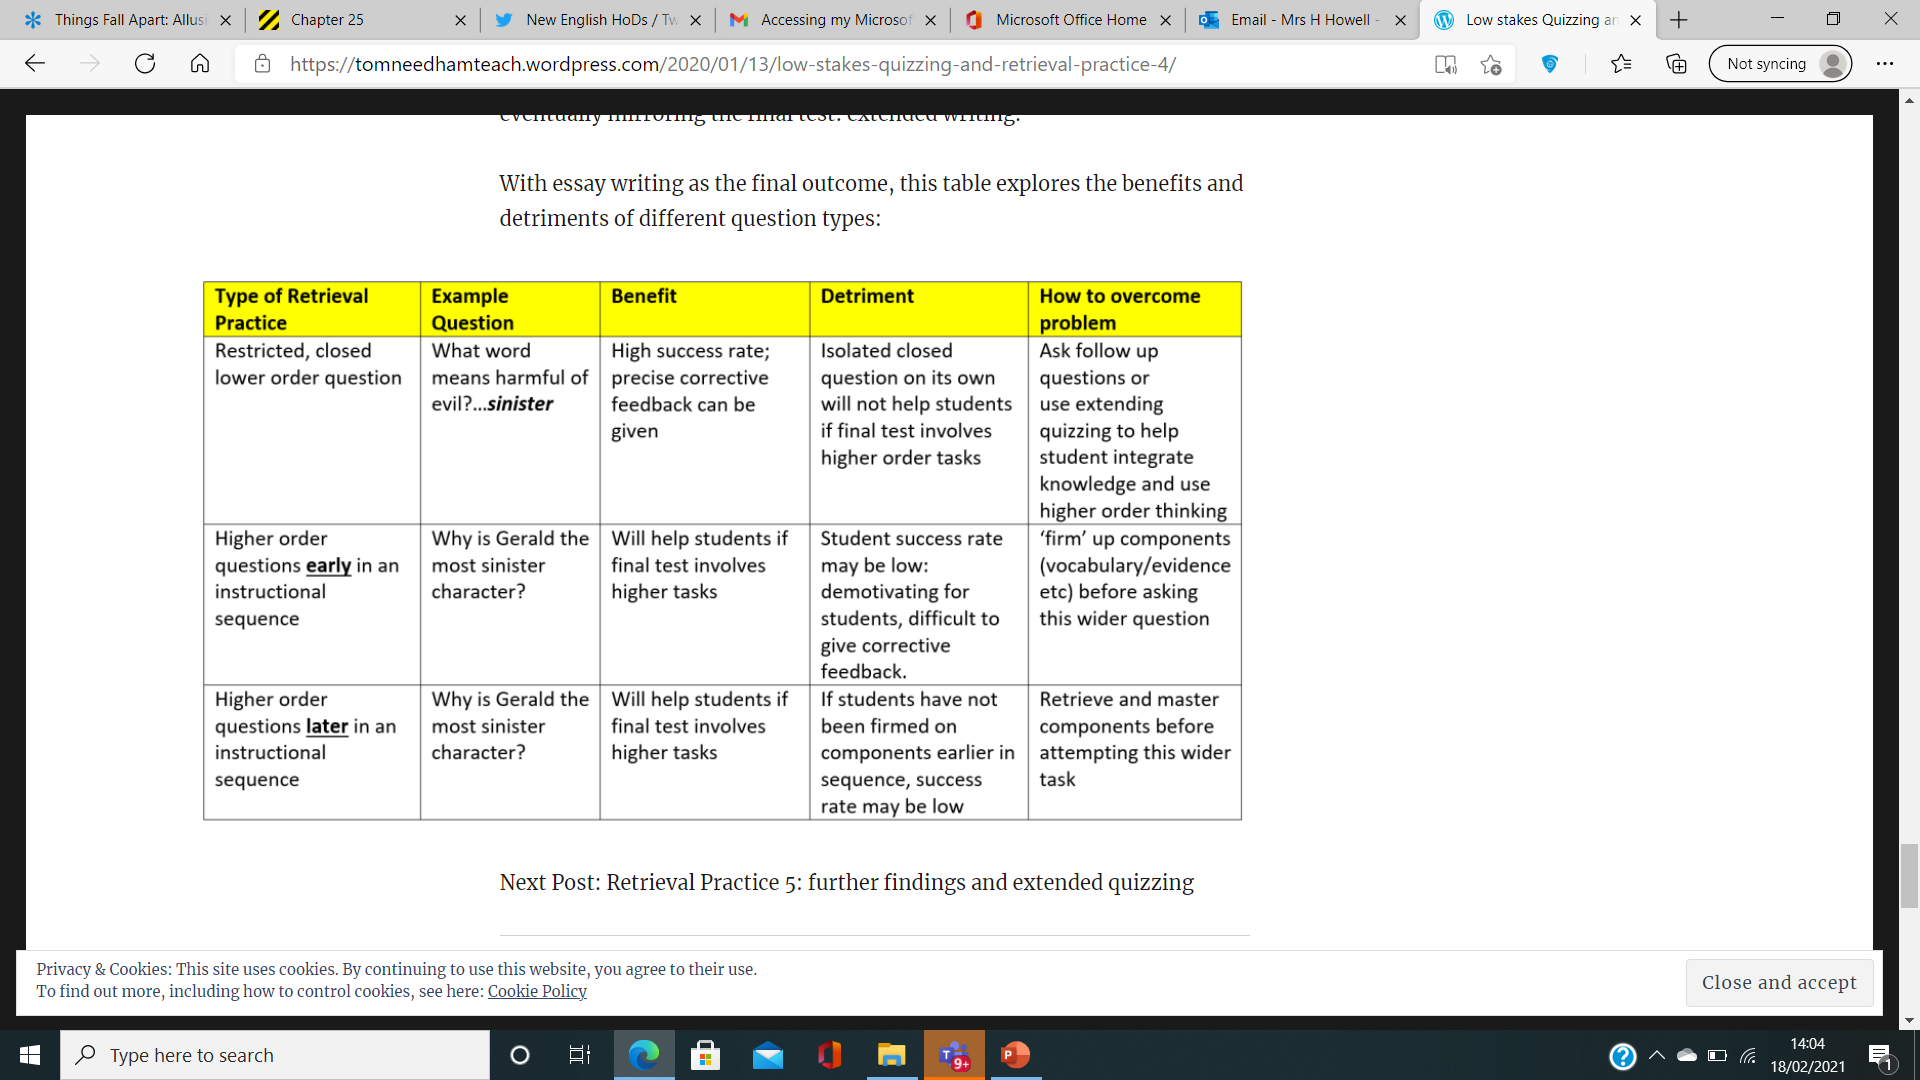 Things Fall Apart: Allusi
Chapter 25
New English HoDs / Tw
Accessing my Microsof
Microsoft Office Home
Email - Mrs H Howell -
Low stakes Quizzing an
https://tomneedhamteach.wordpress.com/2020/01/13/low-stakes-quizzing-and-retrieval-practice-4/
Not syncing
eventually mirroring the final test: extended writing.
With essay writing as the final outcome, this table explores the benefits and
detriments of different question types:
Type of Retrieval
Practice
Example
Question
Benefit
Detriment
How to overcome
problem
Restricted, closed
lower order question
What word
means harmful of
evil?...sinister
High success rate;
precise corrective
feedback can be
given
Isolated closed
question on its own
will not help students
if final test involves
higher order tasks
Ask follow up
questions or
use extending
quizzing to help
student integrate
knowledge and use
higher order thinking
Higher order
questions early in an
instructional
sequence
Why is Gerald the
most sinister
character?
Will help students if
final test involves
higher tasks
Student success rate
may be low:
demotivating for
students, difficult to
give corrective
feedback.
‘firm’ up components
(vocabulary/evidence
etc) before asking
this wider question
Higher order
questions later in an
instructional
sequence
Why is Gerald the
most sinister
character?
Will help students if
final test involves
higher tasks
If students have not
been firmed on
components earlier in
sequence, success
rate may be low
Retrieve and master
components before
attempting this wider
task
Next Post: Retrieval Practice 5: further findings and extended quizzing
Privacy & Cookies: This site uses cookies. By continuing to use this website, you agree to their use.
To find out more, including how to control cookies, see here: Cookie Policy
Close and accept
Type here to search
9+
14:04
18/02/2021
1